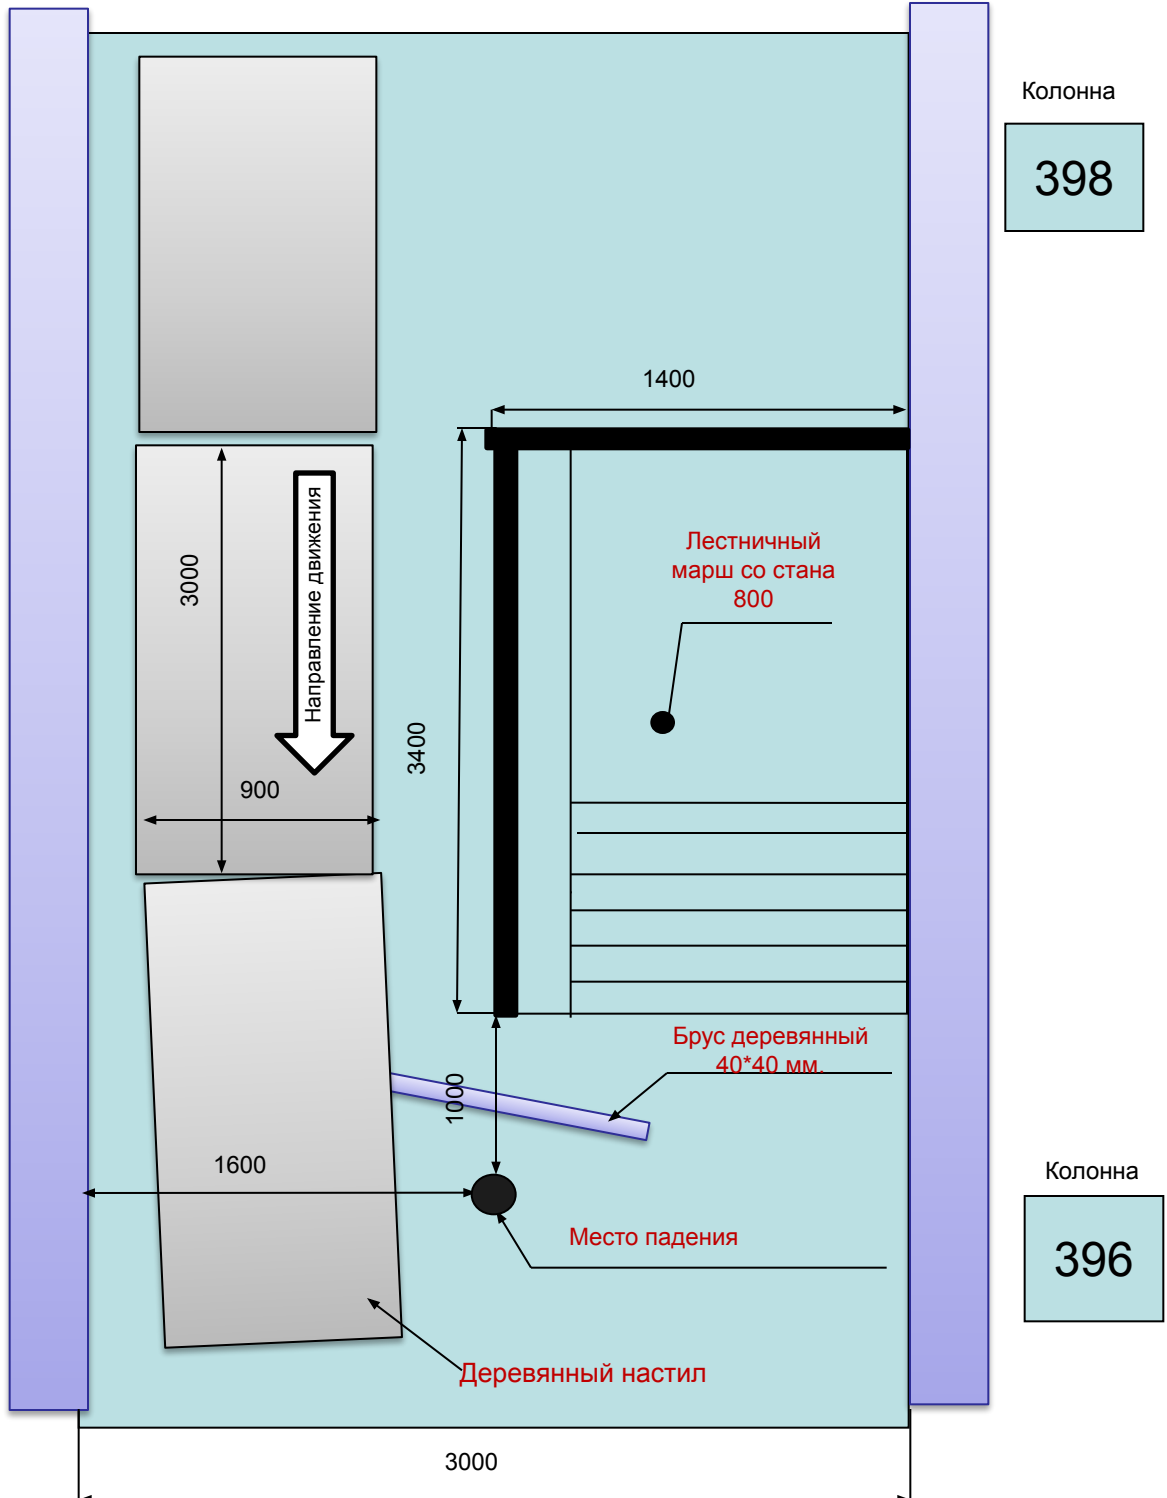 Колонна
398
1400
Направление движения
3000
Лестничный
марш со стана
800
3400
900
Брус деревянный
40*40 мм.
1000
1600
Колонна
396
Место падения
Деревянный настил
3000